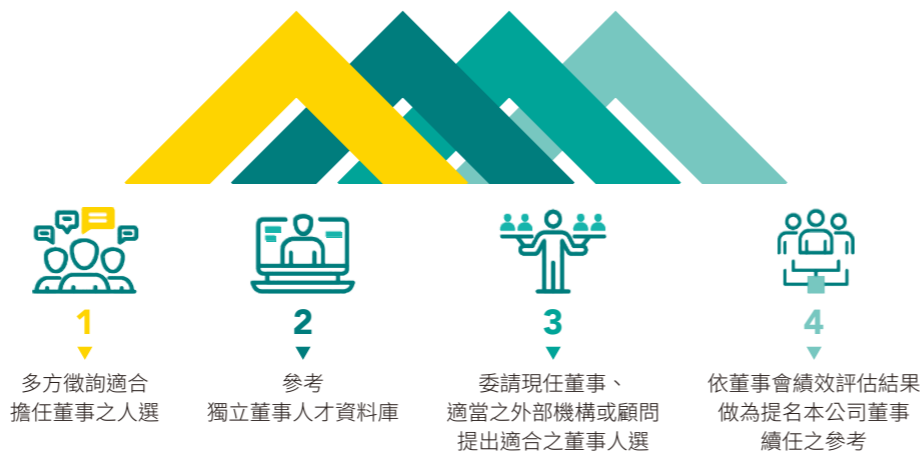 1
多方徵詢適合
擔任董事之人選
2
參考
獨立董事人才資料庫
3
委請現任董事、
適當之外部機構或顧問
提出適合之董事人選
4
依董事會績效評估結果
做為提名本公司董事
續任之參考